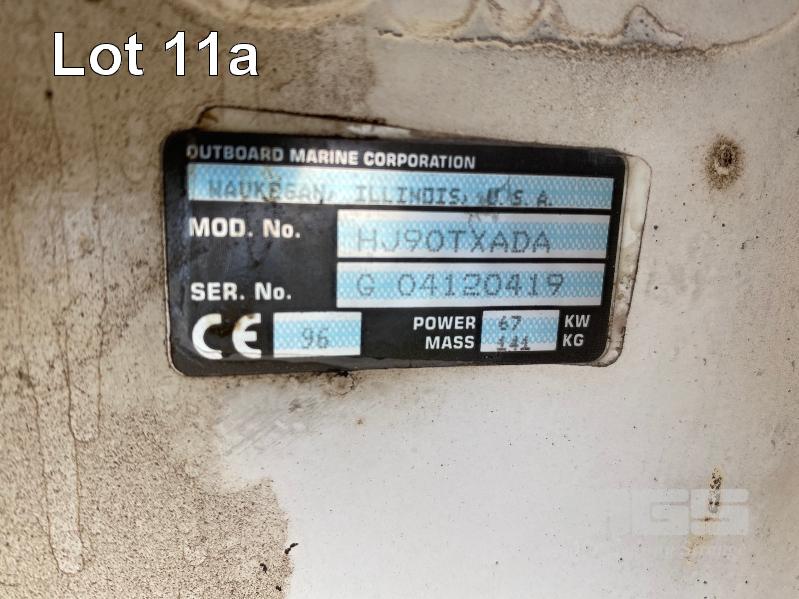 Lot 11a
OUTBOARD MARINE CORPORATION
WAUKEGAN, ILLINOIS, U.S.A.
MOD. No. HJ90TXADA
SER. No. G 04120419
CE 96 POWER 67 KW
MASS 141 KG